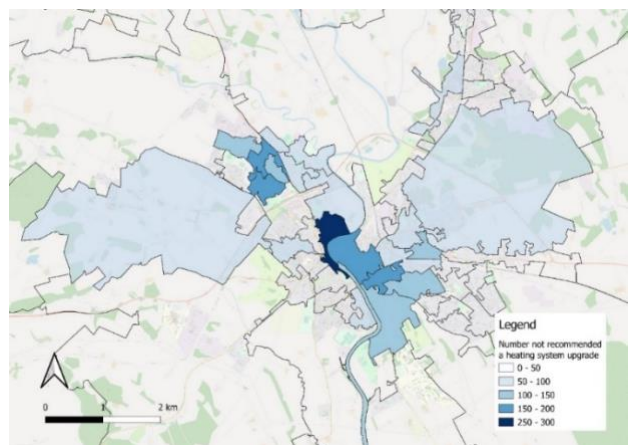 Legend
Number not recommended
a heating system upgrade
0 - 50
50 - 100
100 - 150
150 - 200
250 - 300
0 1 2 km